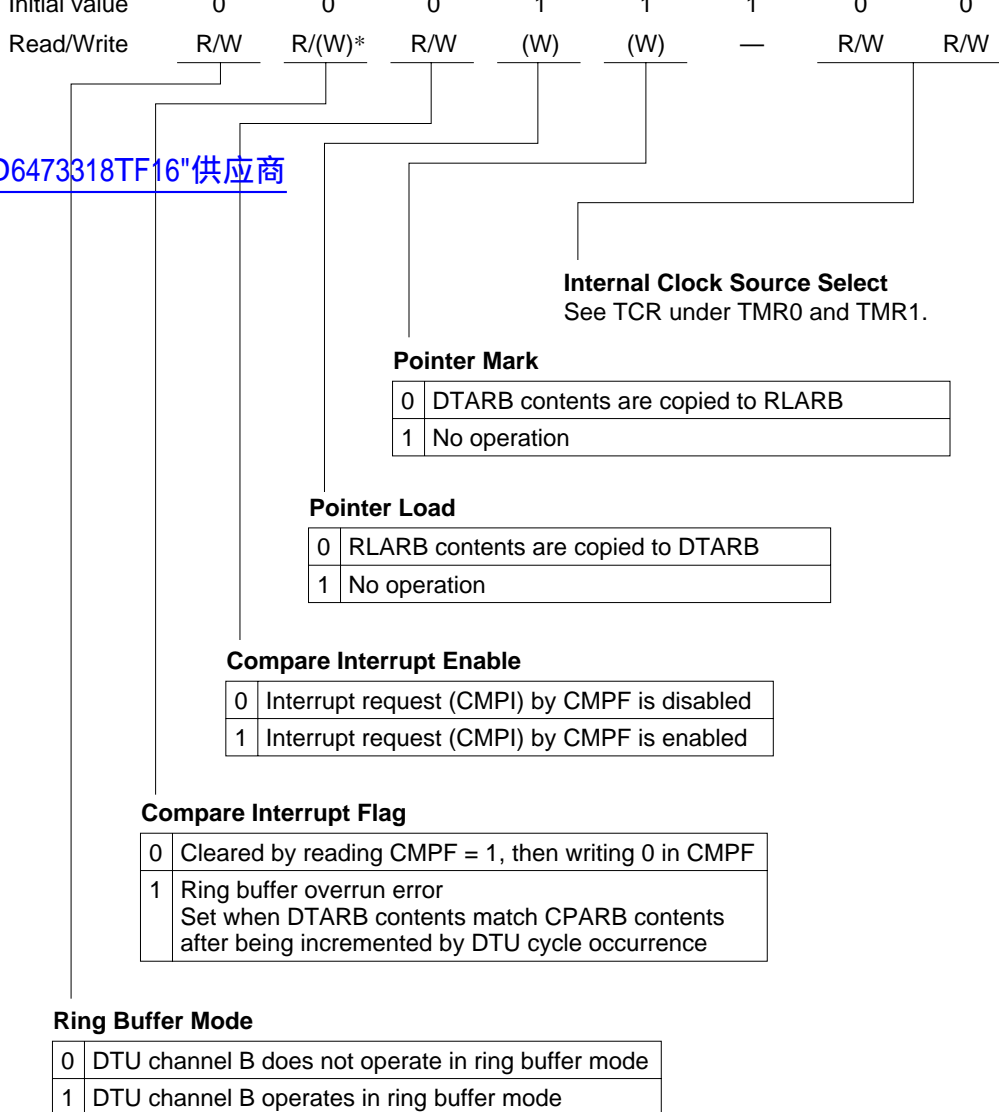 Initial value 0 0 0 1 1 1 0 0
Read/Write R/W R/(W)* R/W (W) (W) — R/W R/W
D6473318TF16"供应商
Internal Clock Source Select
See TCR under TMR0 and TMR1.
Pointer Mark
0 DTARB contents are copied to RLARB
1 No operation
Pointer Load
0 RLARB contents are copied to DTARB
1 No operation
Compare Interrupt Enable
0 Interrupt request (CMPI) by CMPF is disabled
1 Interrupt request (CMPI) by CMPF is enabled
Compare Interrupt Flag
0 Cleared by reading CMPF = 1, then writing 0 in CMPF
1 Ring buffer overrun error
Set when DTARB contents match CPARB contents
after being incremented by DTU cycle occurrence
Ring Buffer Mode
0 DTU channel B does not operate in ring buffer mode
1 DTU channel B operates in ring buffer mode